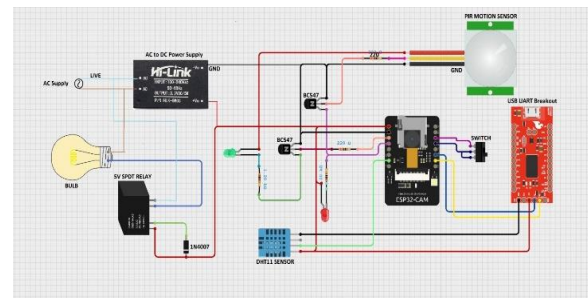 AC to DC Power Supply
PIR MOTION SENSOR
LIVE
HI-Link
GND
AC Supply
GND
BC547
USB UART Breakout
BC547
SWITCH
BULB
5V SPOT RELAY
ESP32-CAM
1N4007
DHT11 SENSOR